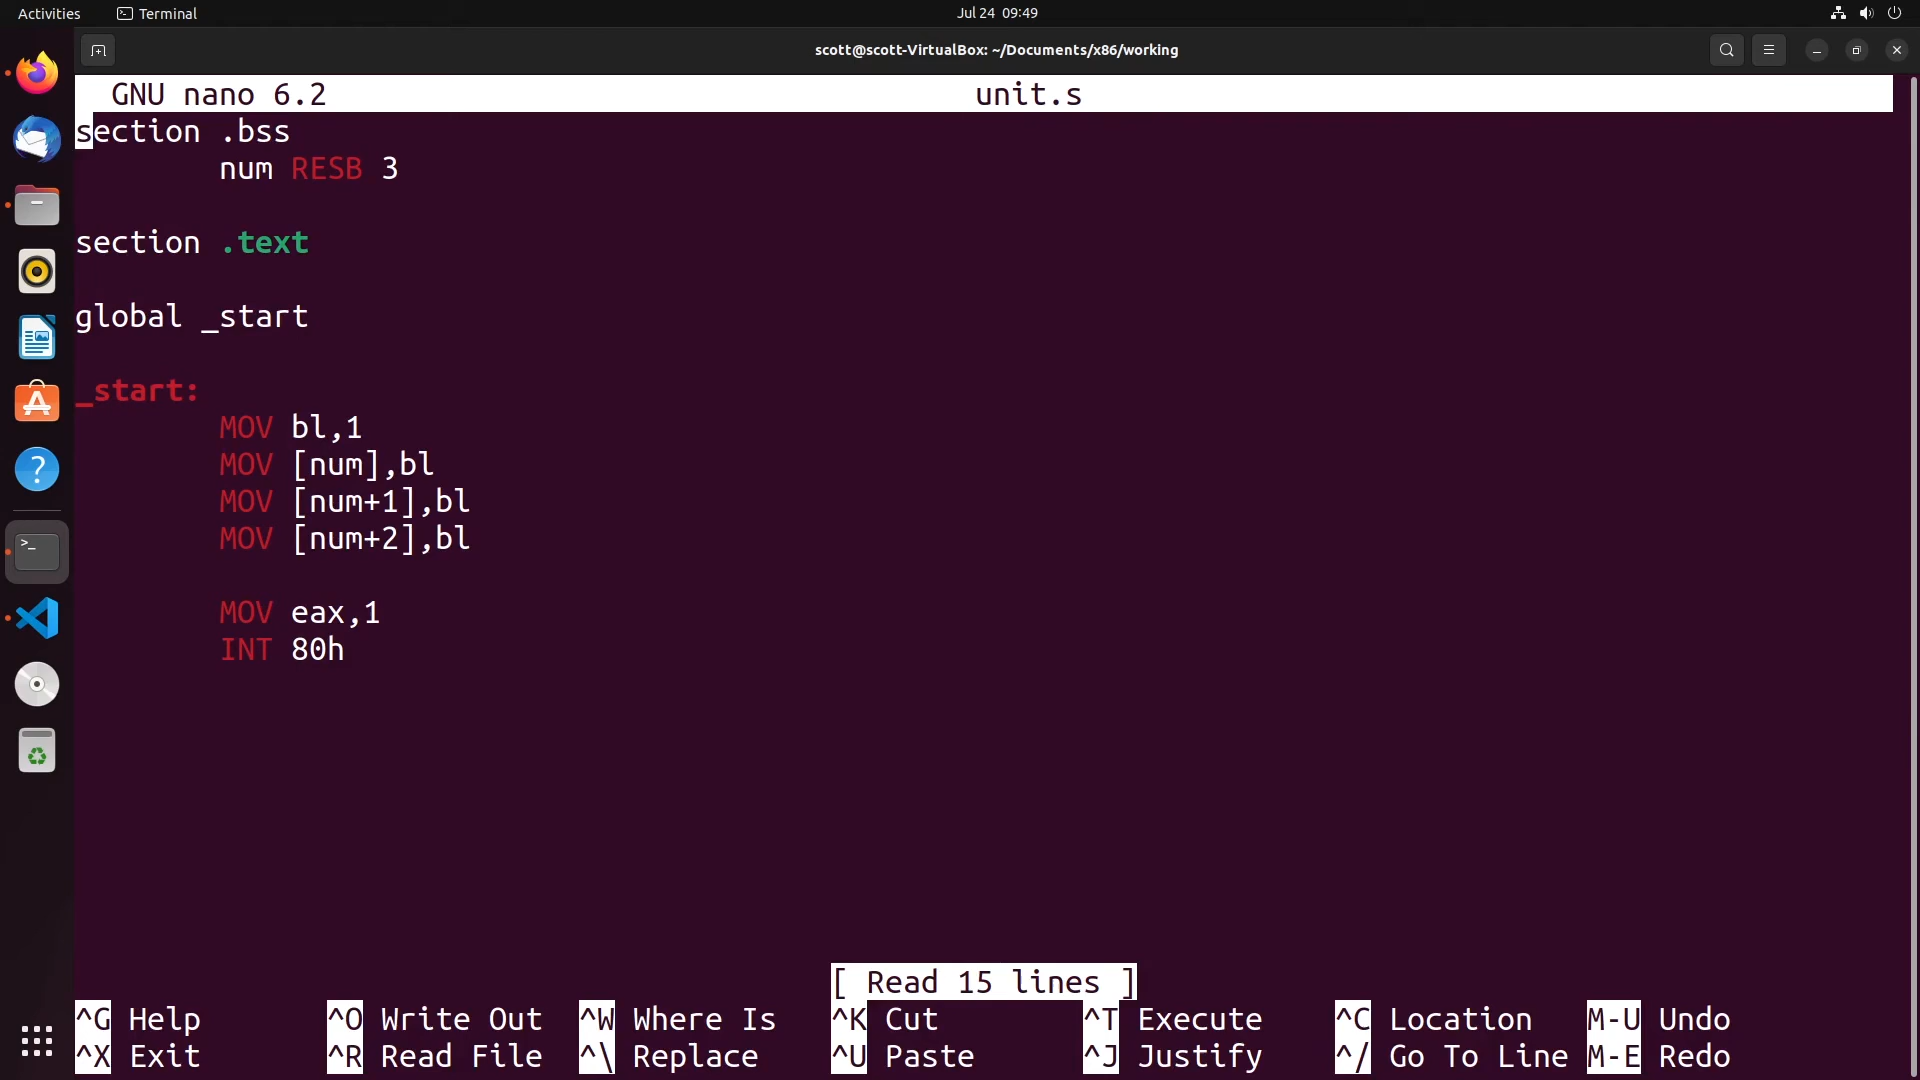 Activities Terminal Jul 24 09:49
scott@scott-VirtualBox: ~/Documents/x86/working
GNU nano 6.2 unit.s
section .bss
num RESB 3
section .text
global _start
_start:
MOV bl,1
MOV [num],bl
MOV [num+1],bl
MOV [num+2],bl
MOV eax,1
INT 80h
[ Read 15 lines ]
^G Help ^O Write Out ^W Where Is ^K Cut ^T Execute ^C Location M-U Undo
^X Exit ^R Read File ^\ Replace ^U Paste ^J Justify ^/ Go To Line M-E Redo